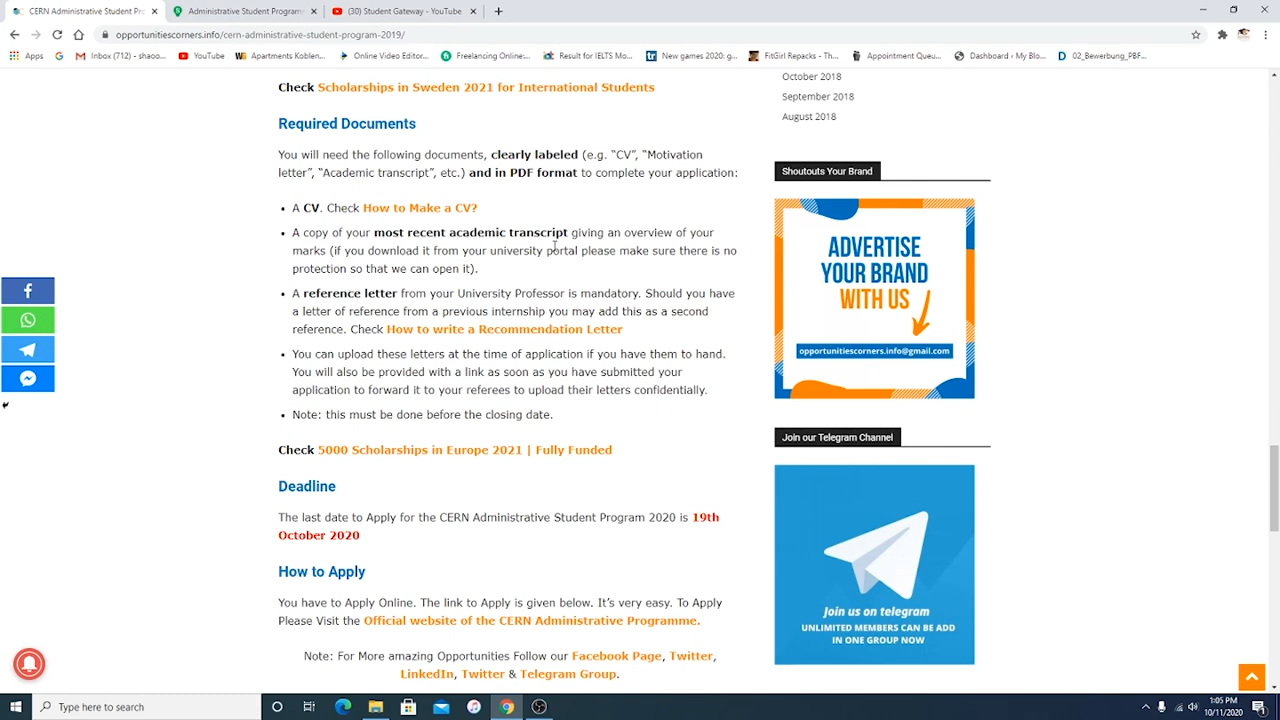 CERN Administrative Student Pr
Administrative Student Program
(30) Student Gateway - YouTube
opportunitiescorners.info/cern-administrative-student-program-2019/
Apps
Inbox (712) - shaoo...
YouTube
Apartments Koblen...
Online Video Editor...
Freelancing Online:...
Result for IELTS Mo...
New games 2020: g...
FitGirl Repacks - Th...
Appointment Queu...
Dashboard ‹ My Blo...
02_Bewerbung_PBF...
Check Scholarships in Sweden 2021 for International Students
Required Documents
You will need the following documents, clearly labeled (e.g. “CV”, “Motivation
letter”, “Academic transcript”, etc.) and in PDF format to complete your application:
• A CV. Check How to Make a CV?
• A copy of your most recent academic transcript giving an overview of your
marks (if you download it from your university portal please make sure there is no
protection so that we can open it).
• A reference letter from your University Professor is mandatory. Should you have
a letter of reference from a previous internship you may add this as a second
reference. Check How to write a Recommendation Letter
• You can upload these letters at the time of application if you have them to hand.
You will also be provided with a link as soon as you have submitted your
application to forward it to your referees to upload their letters confidentially.
• Note: this must be done before the closing date.
Check 5000 Scholarships in Europe 2021 | Fully Funded
Deadline
The last date to Apply for the CERN Administrative Student Program 2020 is 19th
October 2020
How to Apply
You have to Apply Online. The link to Apply is given below. It’s very easy. To Apply
Please Visit the Official website of the CERN Administrative Programme.
Note: For More amazing Opportunities Follow our Facebook Page, Twitter,
LinkedIn, Twitter & Telegram Group.
October 2018
September 2018
August 2018
Shoutouts Your Brand
ADVERTISE
YOUR BRAND
WITH US
opportunitiescorners.info@gmail.com
Join our Telegram Channel
Join us on telegram
UNLIMITED MEMBERS CAN BE ADD
IN ONE GROUP NOW
Type here to search
1:05 PM
10/11/2020